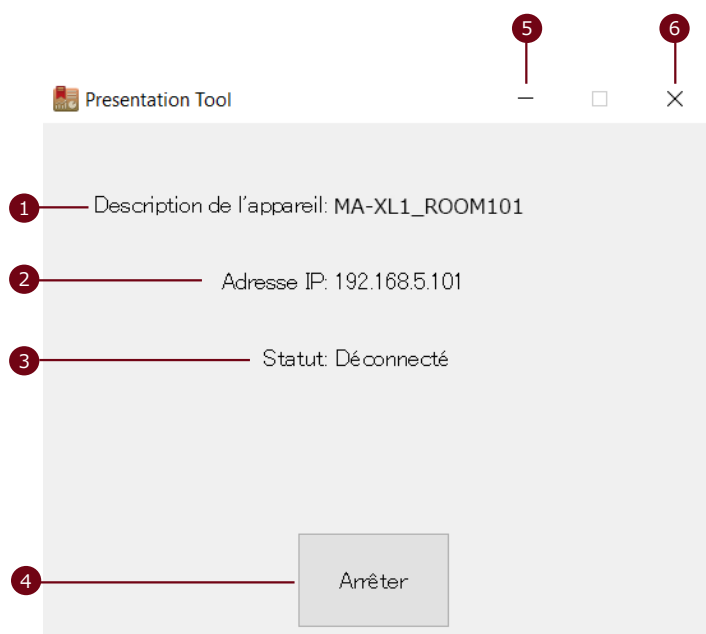 5 6
Presentation Tool
1 Description de l'appareil: MA-XL1_ROOM101
2 Adresse IP: 192.168.5.101
3 Statut: Déconnecté
4 Arrêter